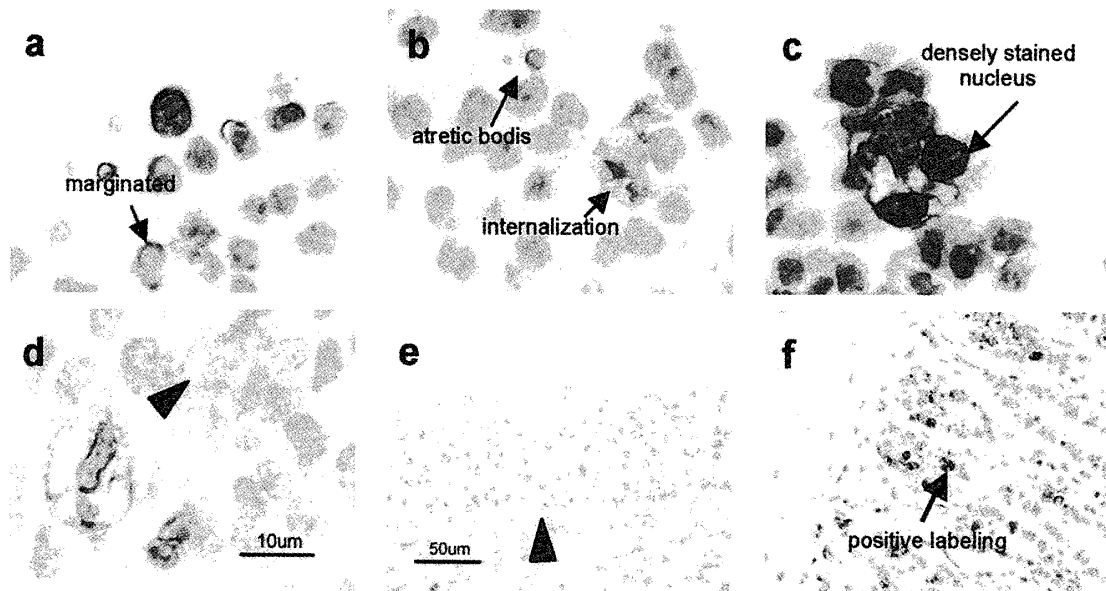 a
marginated
b
atretic bodis
internalization
c
densely stained
nucleus
d
10um
e
50um
f
positive labeling